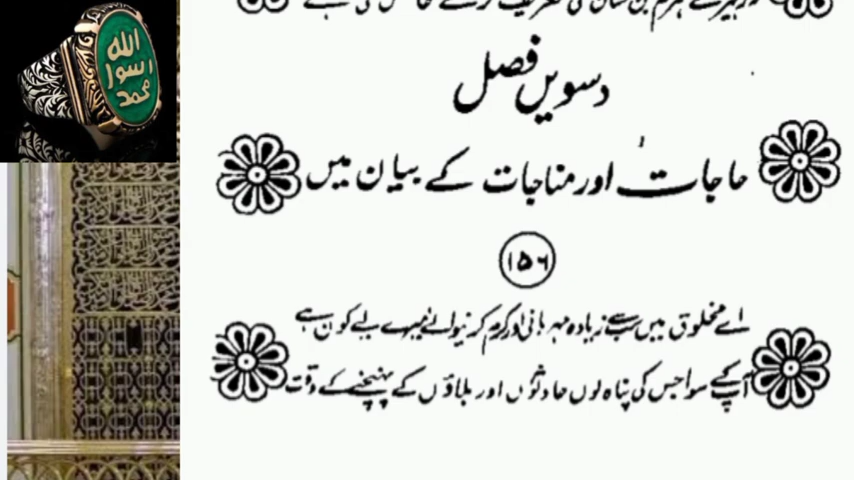 الله
رسول
محمد
دسویں فصل
حاجات اور مناجات کے بیان میں
۱۵۶
اے مخلوق میں سب سے زیادہ مہربانی اور کرم کرنیوالے میرے لیے کون ہے
آپ کے سوا جس کی پناہ لوں حادثوں اور بلاؤں کے پہنچنے کے وقت